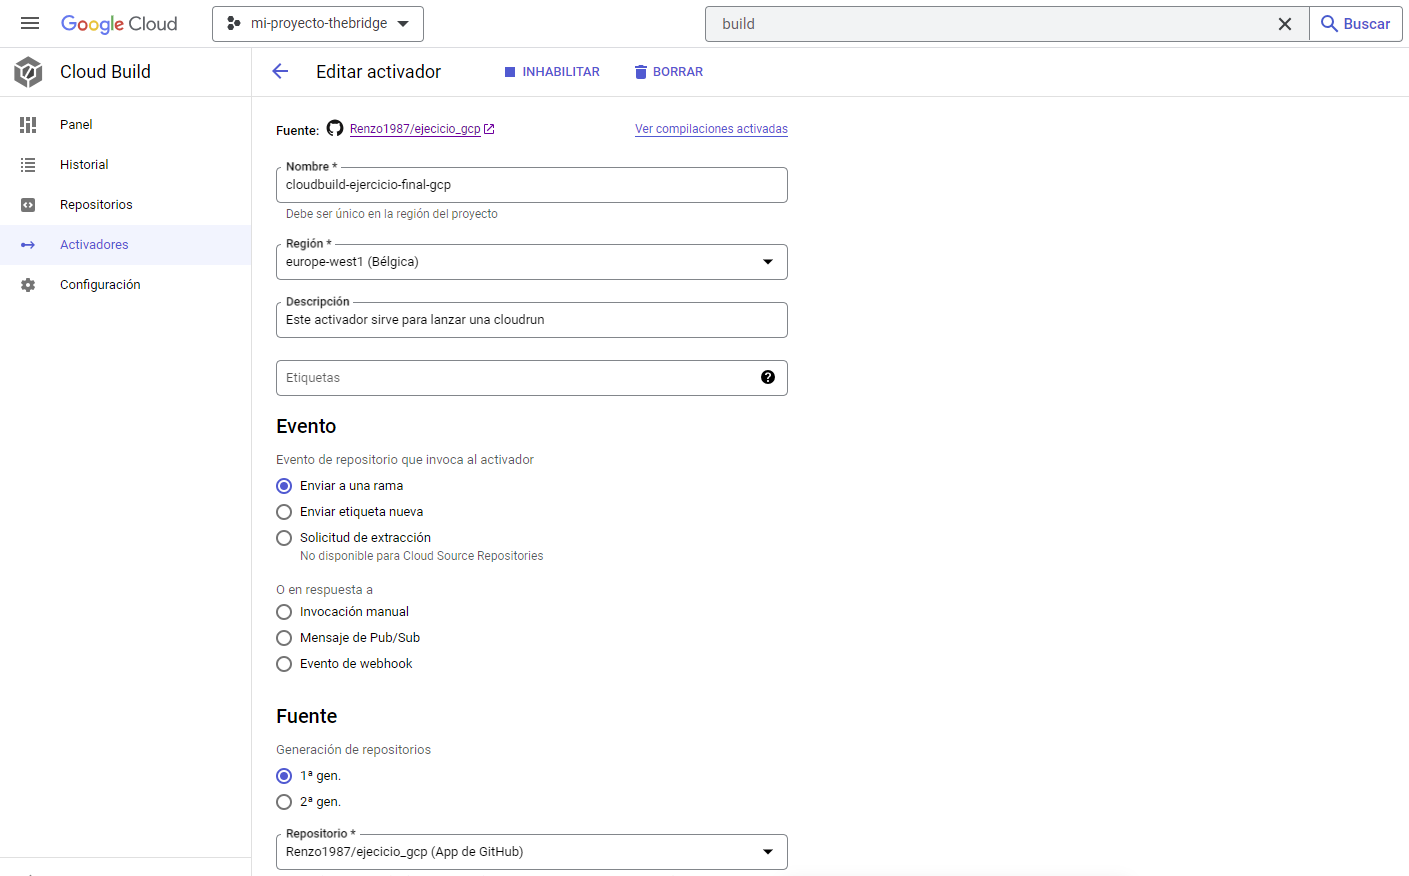 Google Cloud
mi-proyecto-thebridge
build
Buscar
Cloud Build
Editar activador
INHABILITAR
BORRAR
Panel
Historial
Repositorios
Activadores
Configuración
Fuente: Renzo1987/ejecicio_gcp
Ver compilaciones activadas
Nombre *
cloudbuild-ejercicio-final-gcp
Debe ser único en la región del proyecto
Región *
europe-west1 (Bélgica)
Descripción
Este activador sirve para lanzar una cloudrun
Etiquetas
Evento
Evento de repositorio que invoca al activador
Enviar a una rama
Enviar etiqueta nueva
Solicitud de extracción
No disponible para Cloud Source Repositories
O en respuesta a
Invocación manual
Mensaje de Pub/Sub
Evento de webhook
Fuente
Generación de repositorios
1ª gen.
2ª gen.
Repositorio *
Renzo1987/ejecicio_gcp (App de GitHub)